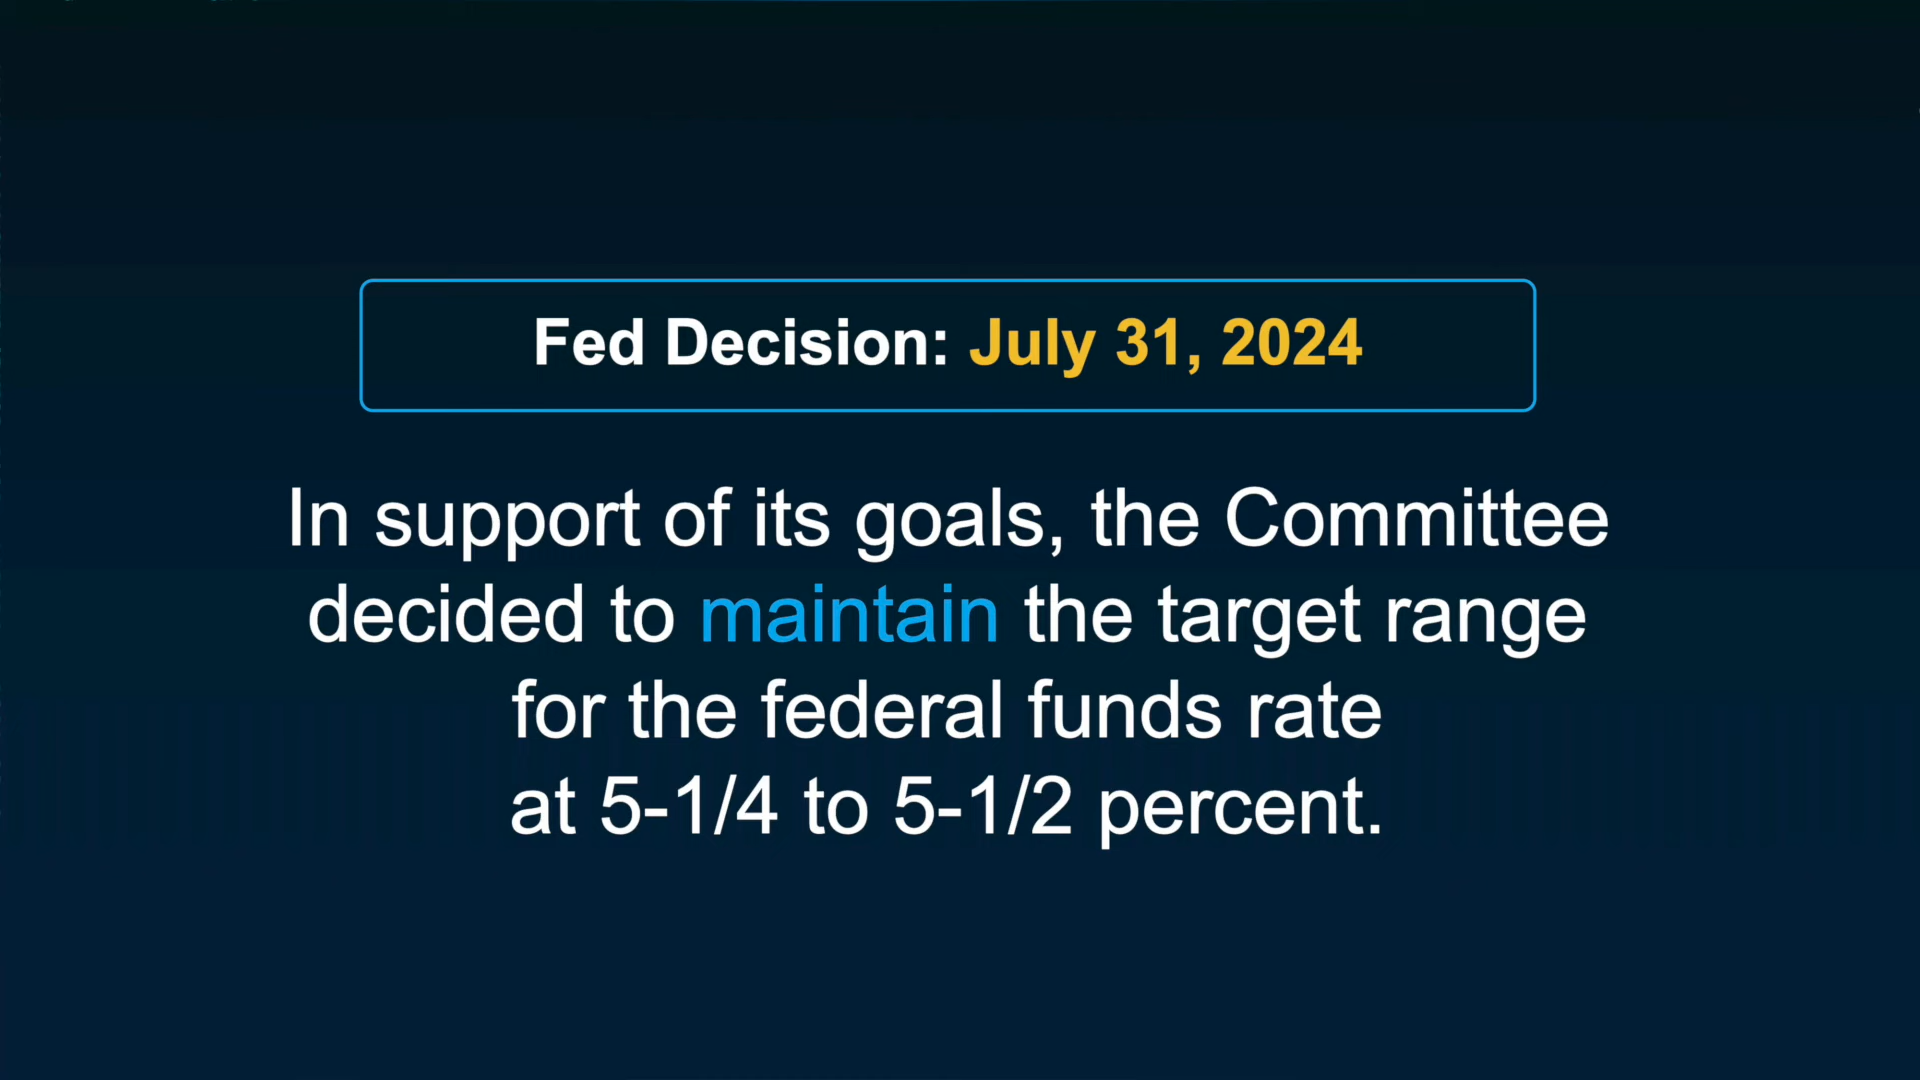 Fed Decision: July 31, 2024
In support of its goals, the Committee
decided to maintain the target range
for the federal funds rate
at 5-1/4 to 5-1/2 percent.